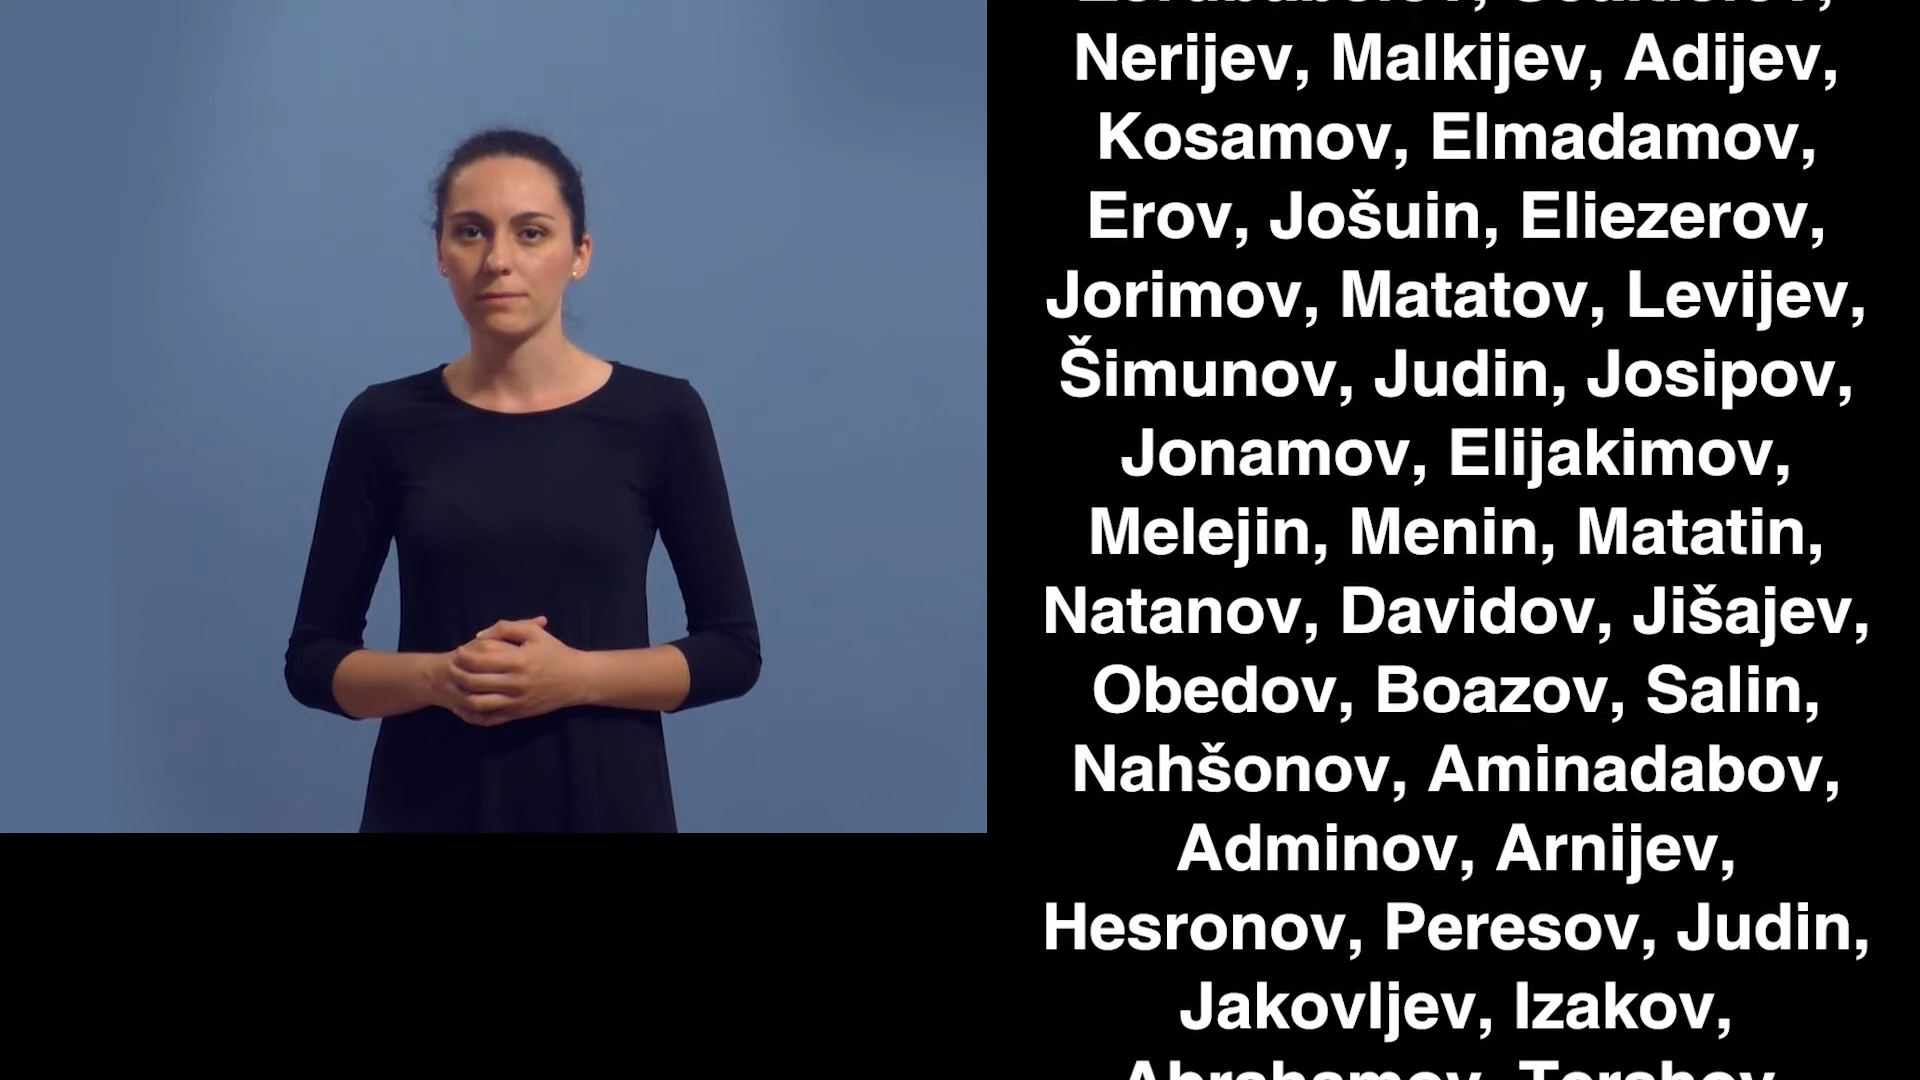 Nerijev, Malkijev, Adijev,
Kosamov, Elmadamov,
Erov, Jošuin, Eliezerov,
Jorimov, Matatov, Levijev,
Šimunov, Judin, Josipov,
Jonamov, Elijakimov,
Melejin, Menin, Matatin,
Natanov, Davidov, Jišajev,
Obedov, Boazov, Salin,
Nahšonov, Aminadabov,
Adminov, Arnijev,
Hesronov, Peresov, Judin,
Jakovljev, Izakov,